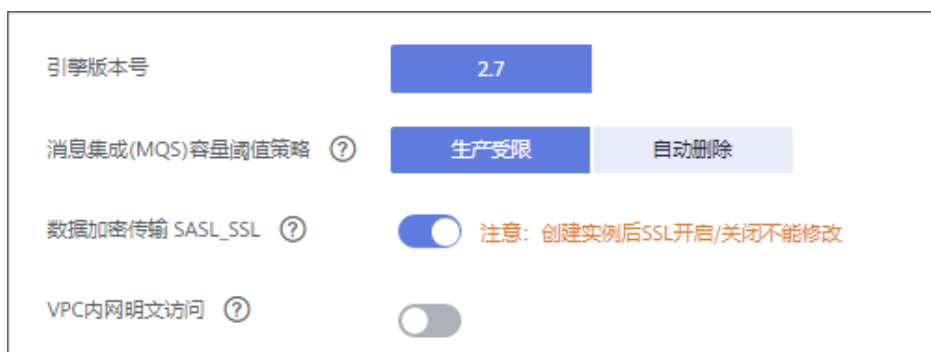 引擎版本号 2.7
消息集成(MQS)容量阈值策略 ? 生产受限 自动删除
数据加密传输 SASL_SSL ? 注意：创建实例后SSL开启/关闭不能修改
VPC内网明文访问 ?